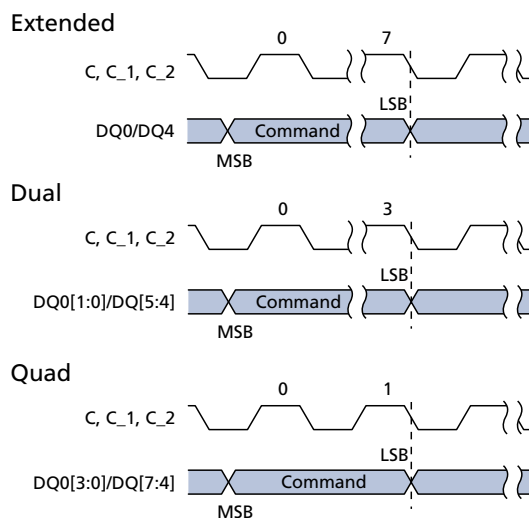 Extended
0 7
C, C_1, C_2
LSB
DQ0/DQ4 Command
MSB
Dual
0 3
C, C_1, C_2
LSB
DQ0[1:0]/DQ[5:4] Command
MSB
Quad
0 1
C, C_1, C_2
LSB
DQ0[3:0]/DQ[7:4] Command
MSB